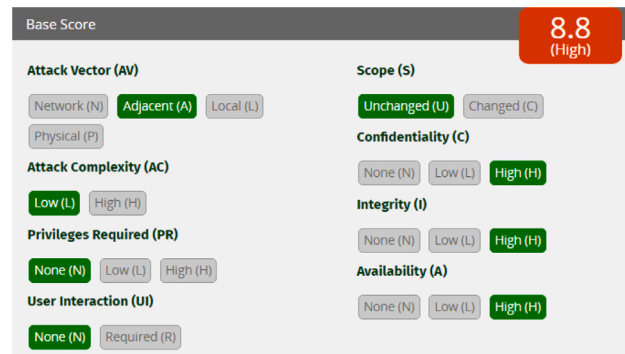 Base Score
8.8
(High)
Attack Vector (AV)
Network (N) Adjacent (A) Local (L)
Physical (P)
Attack Complexity (AC)
Low (L) High (H)
Privileges Required (PR)
None (N) Low (L) High (H)
User Interaction (UI)
None (N) Required (R)
Scope (S)
Unchanged (U) Changed (C)
Confidentiality (C)
None (N) Low (L) High (H)
Integrity (I)
None (N) Low (L) High (H)
Availability (A)
None (N) Low (L) High (H)